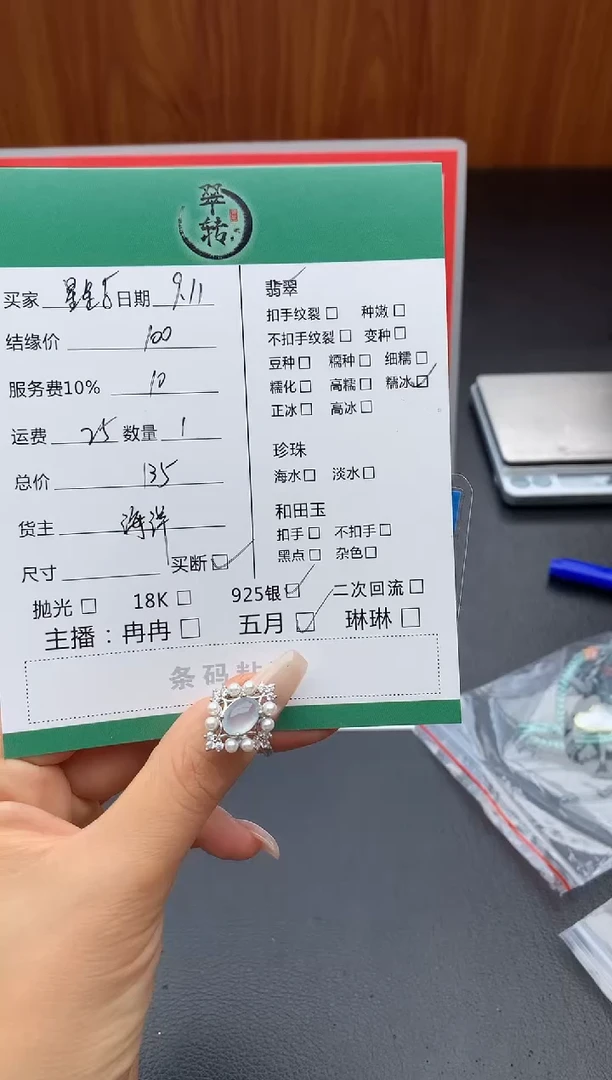 翠
转
买家 日期 9.11
结缘价 100
服务费10% 10
运费 25 数量 1
总价 135
货主 海洋
尺寸 买断☑
翡翠
扣手纹裂□ 种嫩□
不扣手纹裂□ 变种□
豆种□ 糯种□ 细糯□
糯化□ 高糯□ 糯冰☑
正冰□ 高冰□
珍珠
海水□ 淡水□
和田玉
扣手□ 不扣手□
黑点□ 杂色□
抛光□ 18K□ 925银☑ 二次回流□
主播：冉冉□ 五月☑ 琳琳□
条码粘